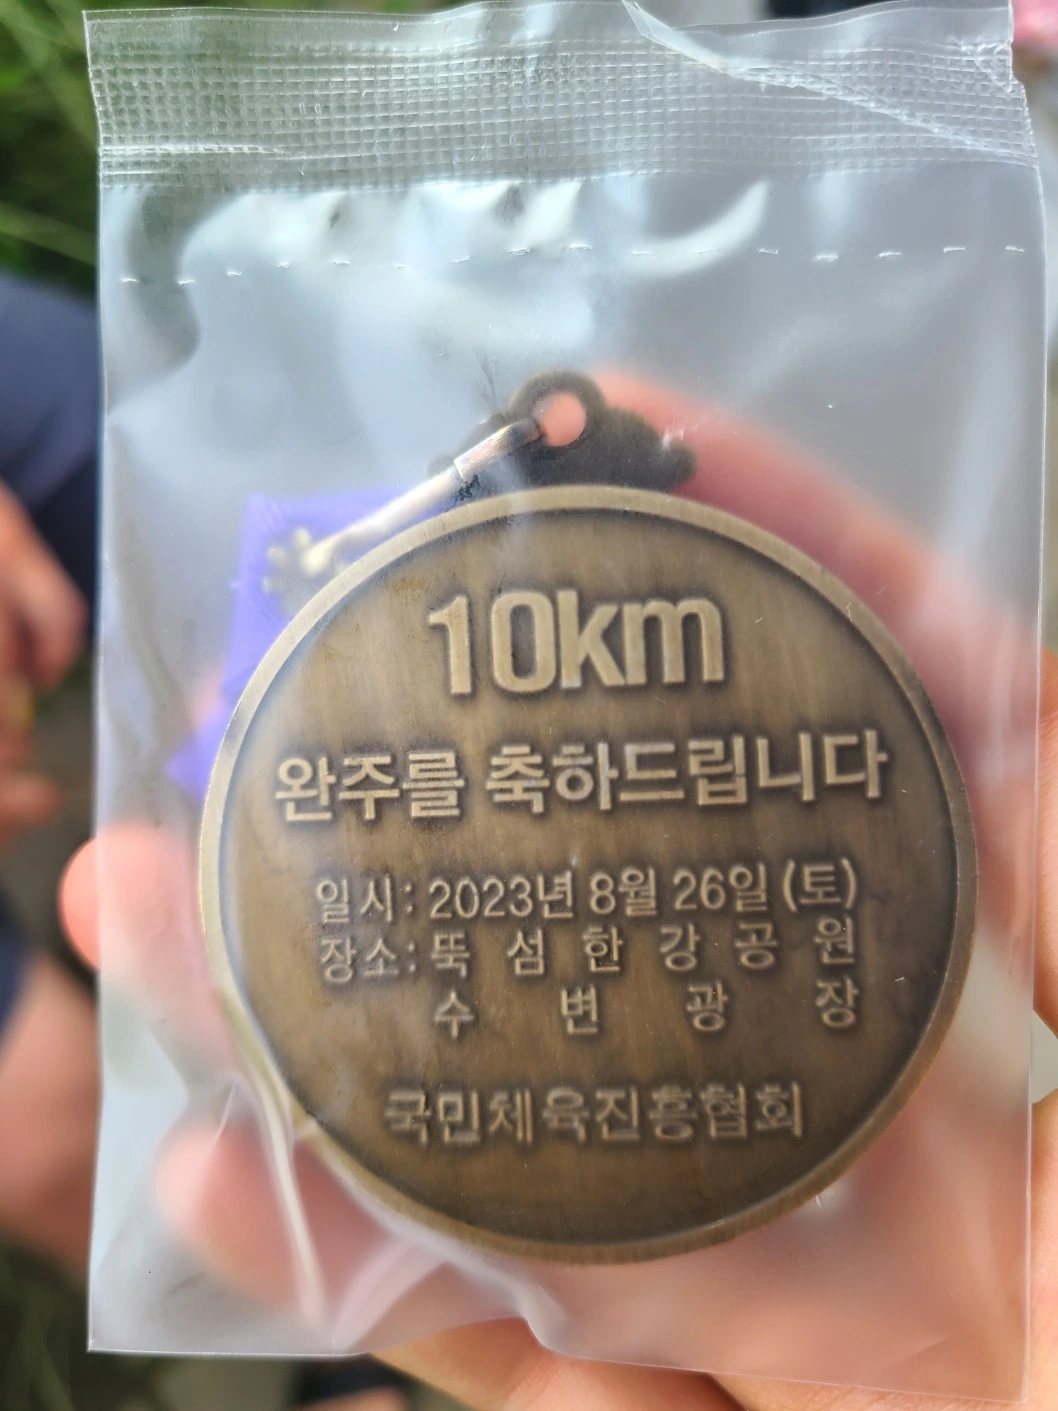 10km
완주를 축하드립니다
일시: 2023년 8월 26일 (토)
장소: 뚝 섬 한 강 공 원
수 변 광 장
국민체육진흥협회